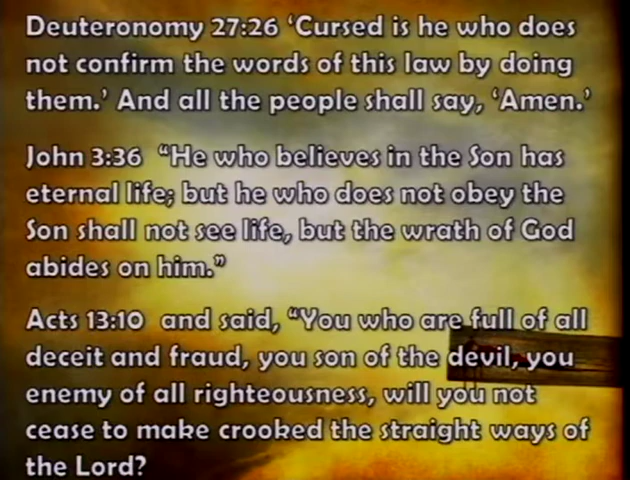 Deuteronomy 27:26 ‘Cursed is he who does
not confirm the words of this law by doing
them.’ And all the people shall say, ‘Amen.’
John 3:36 “He who believes in the Son has
eternal life; but he who does not obey the
Son shall not see life, but the wrath of God
abides on him.”
Acts 13:10 and said, “You who are full of all
deceit and fraud, you son of the devil, you
enemy of all righteousness, will you not
cease to make crooked the straight ways of
the Lord?